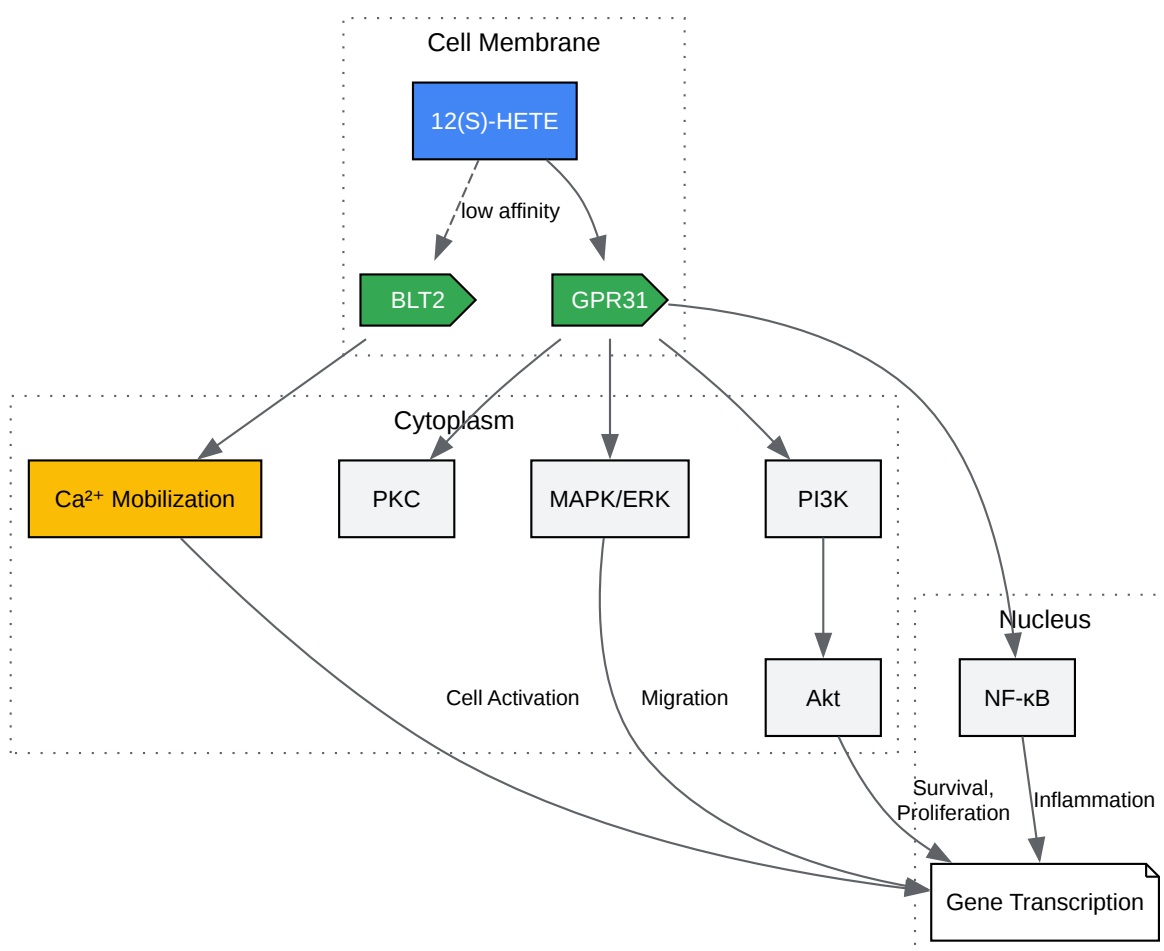 Cell Membrane
12(S)-HETE
low affinity
BLT2
GPR31
Cytoplasm
Ca²⁺ Mobilization
PKC
MAPK/ERK
PI3K
Nucleus
Cell Activation
Migration
Akt
NF-κB
Survival,
Proliferation
Inflammation
Gene Transcription